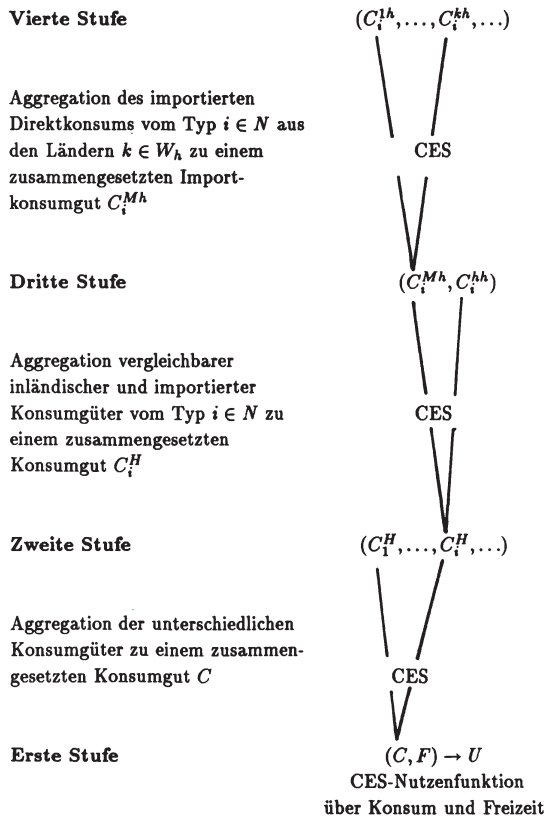 Vierte Stufe
(C_i^{1h}, ..., C_i^{kh}, ...)
Aggregation des importierten
Direktkonsums vom Typ i ∈ N aus
den Ländern k ∈ W_h zu einem
zusammengesetzten Import-
konsumgut C_i^{Mh}
CES
Dritte Stufe
(C_i^{Mh}, C_i^{hh})
Aggregation vergleichbarer
inländischer und importierter
Konsumgüter vom Typ i ∈ N zu
einem zusammengesetzten
Konsumgut C_i^H
CES
Zweite Stufe
(C_1^H, ..., C_i^H, ...)
Aggregation der unterschiedlichen
Konsumgüter zu einem zusammen-
gesetzten Konsumgut C
CES
Erste Stufe
(C, F) → U
CES-Nutzenfunktion
über Konsum und Freizeit